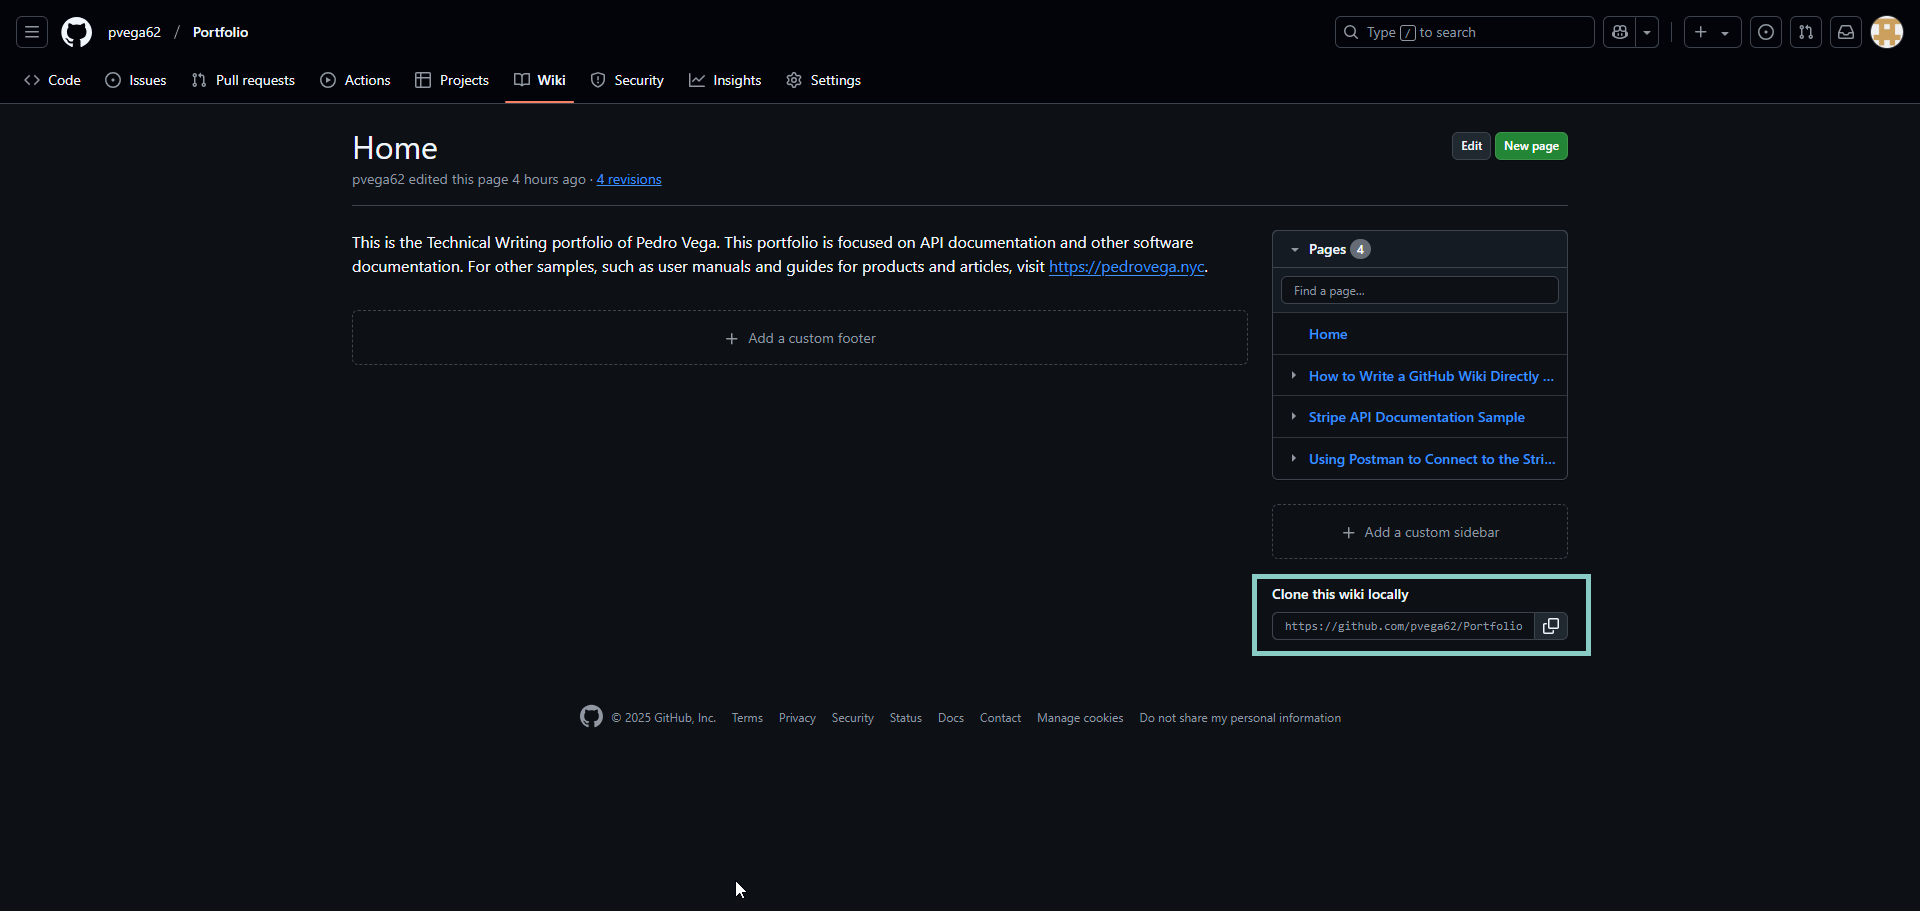 pvega62 / Portfolio
Type / to search
Code Issues Pull requests Actions Projects Wiki Security Insights Settings
Home
Edit New page
pvega62 edited this page 4 hours ago · 4 revisions
This is the Technical Writing portfolio of Pedro Vega. This portfolio is focused on API documentation and other software
documentation. For other samples, such as user manuals and guides for products and articles, visit https://pedrovega.nyc.
Add a custom footer
Pages 4
Find a page...
Home
How to Write a GitHub Wiki Directly ...
Stripe API Documentation Sample
Using Postman to Connect to the Stri...
Add a custom sidebar
Clone this wiki locally
https://github.com/pvega62/Portfolio
© 2025 GitHub, Inc. Terms Privacy Security Status Docs Contact Manage cookies Do not share my personal information